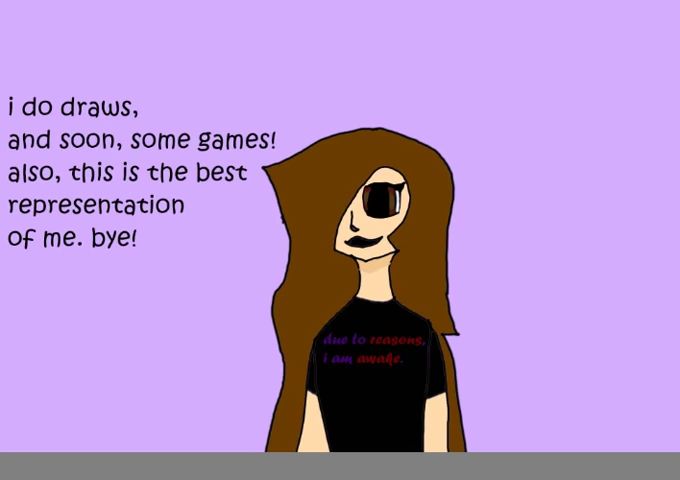 i do draws,
and soon, some games!
also, this is the best
representation
of me. bye!
due to reasons,
i am awake.